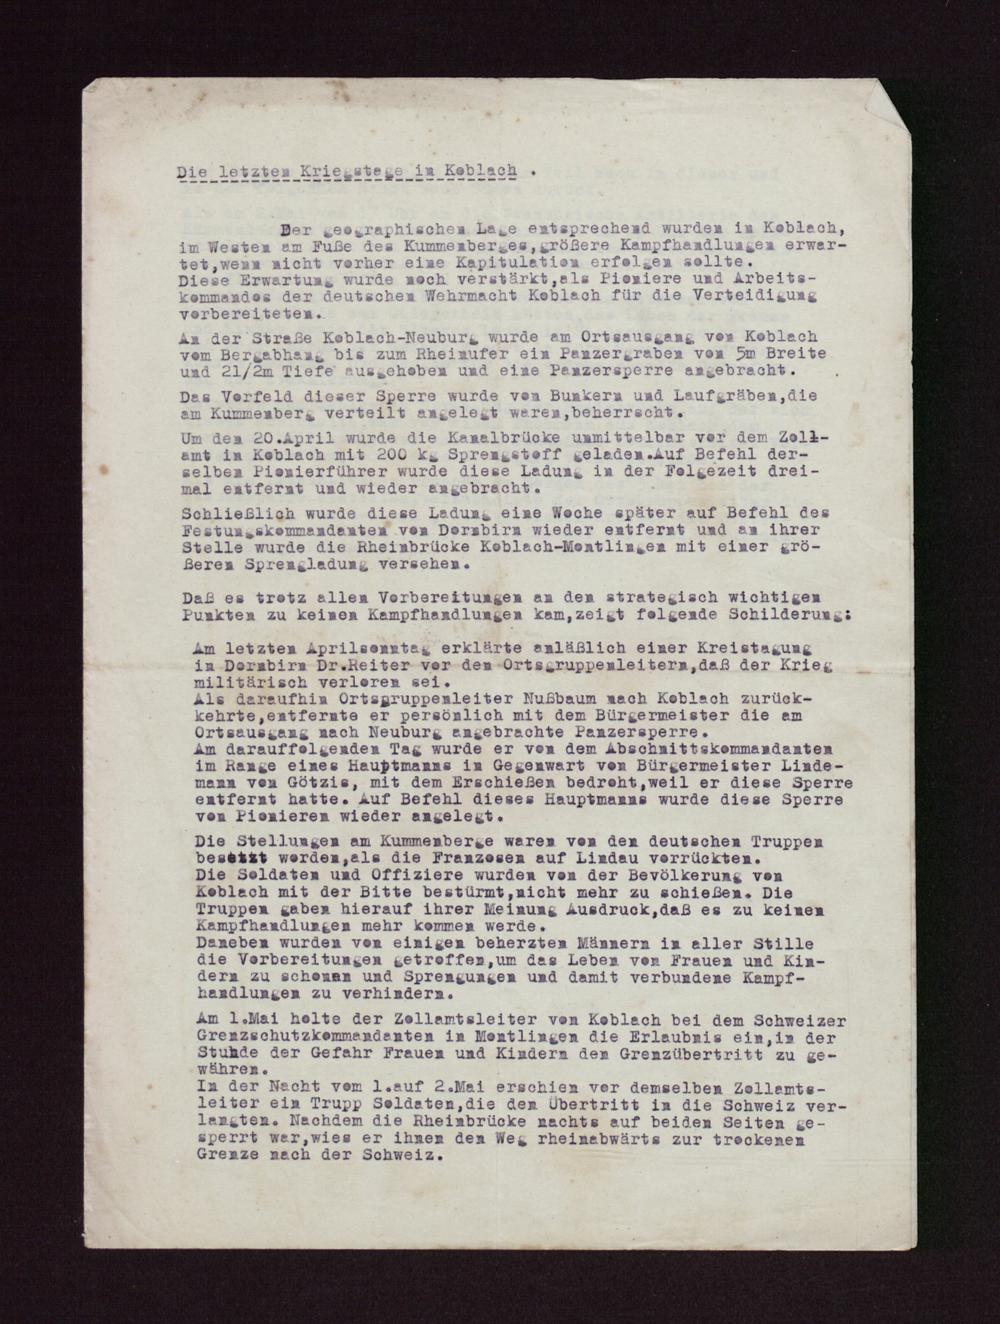 Die letzten Kriegstage in Koblach .
Der geographischen Lage entsprechend wurden in Koblach,
im Westen am Fuße des Kummenberges,größere Kampfhandlungen erwar-
tet,wenn nicht vorher eine Kapitulation erfolgen sollte.
Diese Erwartung wurde noch verstärkt,als Pioniere und Arbeits-
kommandos der deutschen Wehrmacht Koblach für die Verteidigung
vorbereiteten.
An der Straße Koblach-Neuburg wurde am Ortsausgang von Koblach
vom Bergabhang bis zum Rheinufer ein Panzergraben von 5m Breite
und 21/2m Tiefe ausgehoben und eine Panzersperre angebracht.
Das Vorfeld dieser Sperre wurde von Bunkern und Laufgräben,die
am Kummenberg verteilt angelegt waren,beherrscht.
Um den 20.April wurde die Kanalbrücke unmittelbar vor dem Zoll-
amt in Koblach mit 200 kg Sprengstoff geladen.Auf Befehl der-
selben Pionierführer wurde diese Ladung in der Folgezeit drei-
mal entfernt und wieder angebracht.
Schließlich wurde diese Ladung eine Woche später auf Befehl des
Festungskommandanten von Dornbirn wieder entfernt und an ihrer
Stelle wurde die Rheinbrücke Koblach-Montlingen mit einer grö-
ßeren Sprengladung versehen.
Daß es trotz allen Vorbereitungen an den strategisch wichtigen
Punkten zu keinen Kampfhandlungen kam,zeigt folgende Schilderung:
Am letzten Aprilsonntag erklärte anläßlich einer Kreistagung
in Dornbirn Dr.Reiter vor den Ortsgruppenleitern,daß der Krieg
militärisch verloren sei.
Als daraufhin Ortsgruppenleiter Nußbaum nach Koblach zurück-
kehrte,entfernte er persönlich mit dem Bürgermeister die am
Ortsausgang nach Neuburg angebrachte Panzersperre.
Am darauffolgenden Tag wurde er von dem Abschnittskommandanten
im Range eines Hauptmanns in Gegenwart von Bürgermeister Linde-
mann von Götzis, mit dem Erschießen bedroht,weil er diese Sperre
entfernt hatte. Auf Befehl dieses Hauptmanns wurde diese Sperre
von Pionieren wieder angelegt.
Die Stellungen am Kummenberge waren von den deutschen Truppen
besetzt worden,als die Franzosen auf Lindau vorrückten.
Die Soldaten und Offiziere wurden von der Bevölkerung von
Koblach mit der Bitte bestürmt,nicht mehr zu schießen. Die
Truppen gaben hierauf ihrer Meinung Ausdruck,daß es zu keinen
Kampfhandlungen mehr kommen werde.
Daneben wurden von einigen beherzten Männern in aller Stille
die Vorbereitungen getroffen,um das Leben von Frauen und Kin-
dern zu schonan und Sprengungen und damit verbundene Kampf-
handlungen zu verhindern.
Am 1.Mai holte der Zollamtsleiter von Koblach bei dem Schweizer
Grenzschutzkommandanten in Montlingen die Erlaubnis ein,in der
Stunde der Gefahr Frauen und Kindern den Grenzübertritt zu ge-
währen.
In der Nacht vom 1.auf 2.Mai erschien vor demselben Zollamts-
leiter ein Trupp Soldaten,die den Übertritt in die Schweiz ver-
langten. Nachdem die Rheinbrücke nachts auf beiden Seiten ge-
sperrt war,wies er ihnen den Weg rheinabwärts zur trockenen
Grenze nach der Schweiz.